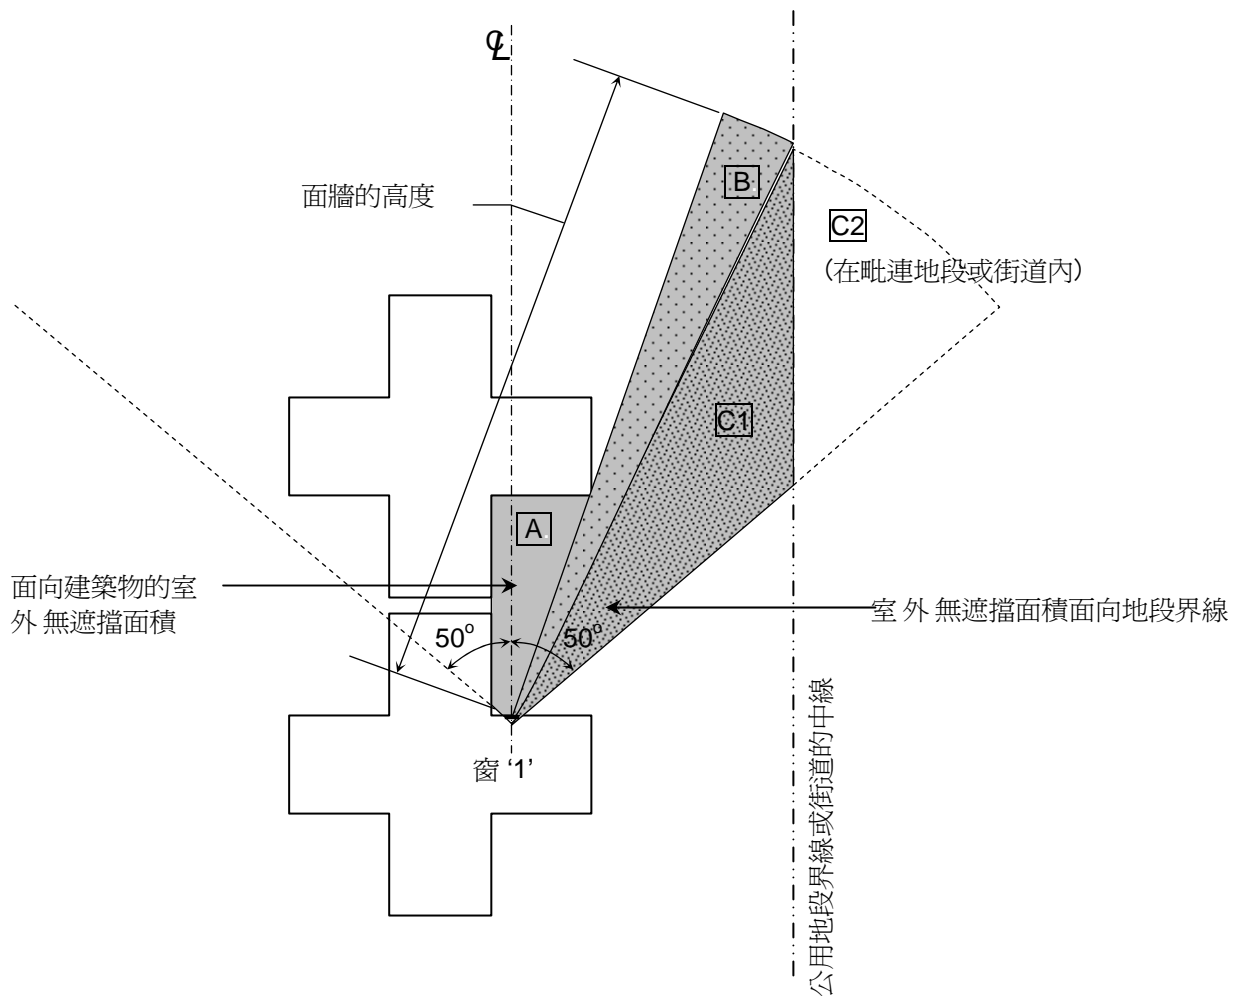 ℄
面牆的高度
B
C2
(在毗連地段或街道內)
C1
A
面向建築物的室
外 無遮擋面積
室 外 無遮擋面積面向地段界線
50°
50°
窗 '1'
公用地段界線或街道的中線